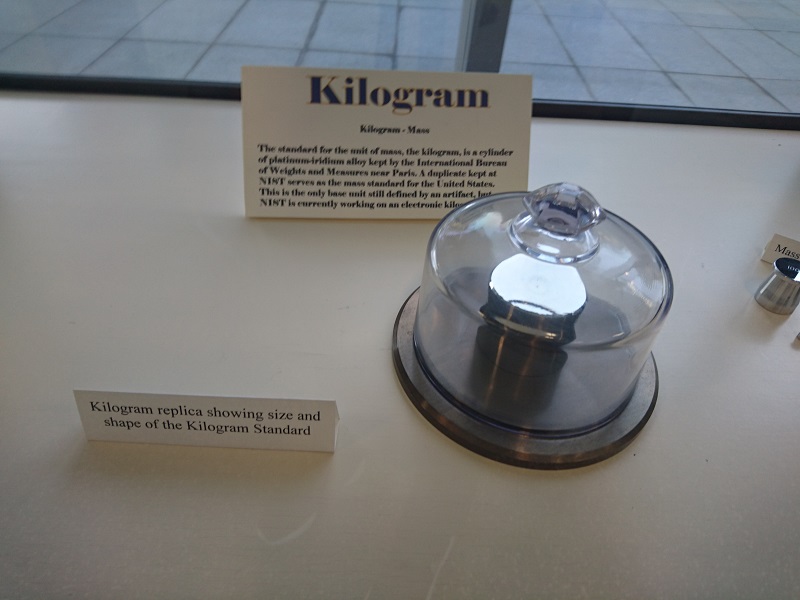 Kilogram
Kilogram - Mass
The standard for the unit of mass, the kilogram, is a cylinder
of platinum-iridium alloy kept by the International Bureau
of Weights and Measures near Paris. A duplicate kept at
NIST serves as the mass standard for the United States.
This is the only base unit still defined by an artifact, but
NIST is currently working on an electronic
Kilogram replica showing size and
shape of the Kilogram Standard
Mass